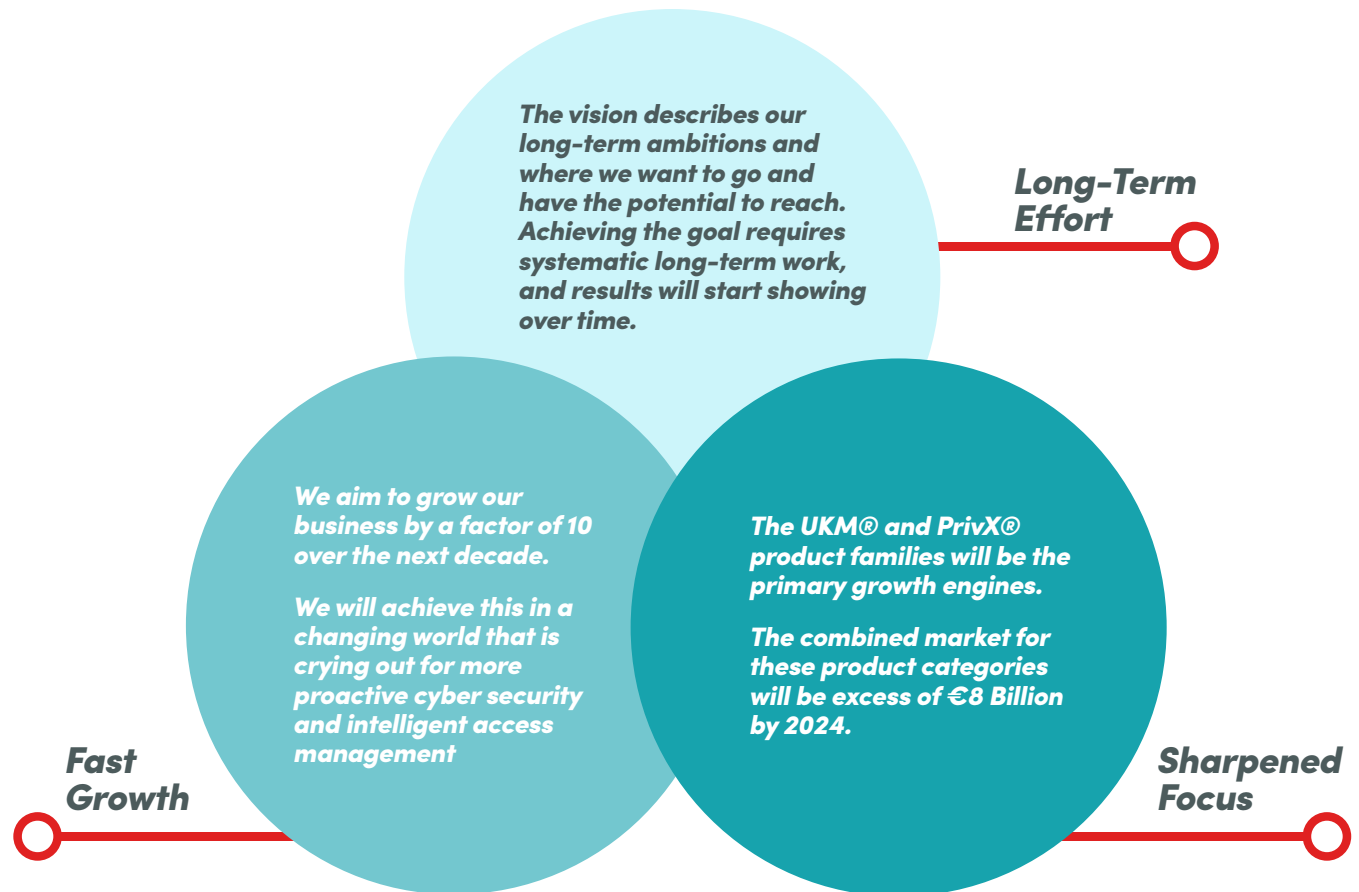 The vision describes our
long-term ambitions and
where we want to go and
have the potential to reach.
Achieving the goal requires
systematic long-term work,
and results will start showing
over time.
Long-Term
Effort
We aim to grow our
business by a factor of 10
over the next decade.
We will achieve this in a
changing world that is
crying out for more
proactive cyber security
and intelligent access
management
Fast
Growth
The UKM® and PrivX®
product families will be the
primary growth engines.
The combined market for
these product categories
will be excess of €8 Billion
by 2024.
Sharpened
Focus